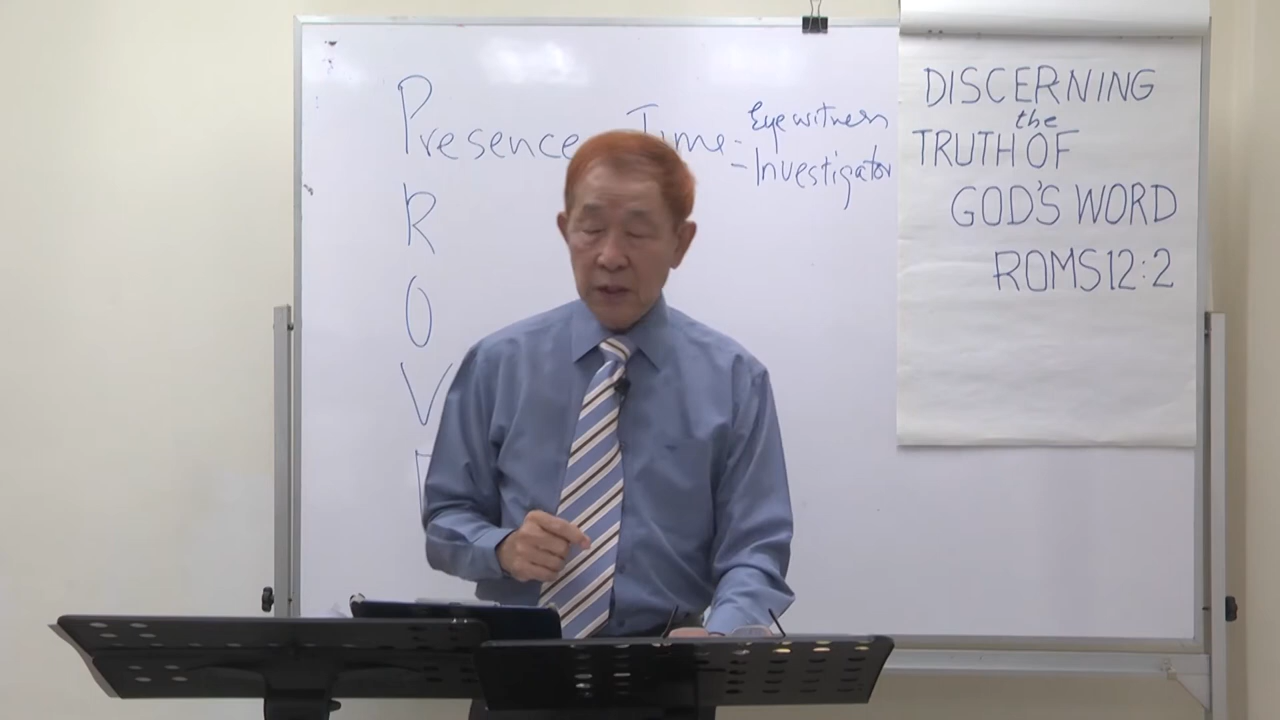 P
Presence Time - Eyewitness
- Investigator
R
O
V
DISCERNING
the
TRUTH OF
GOD'S WORD
ROMS 12:2